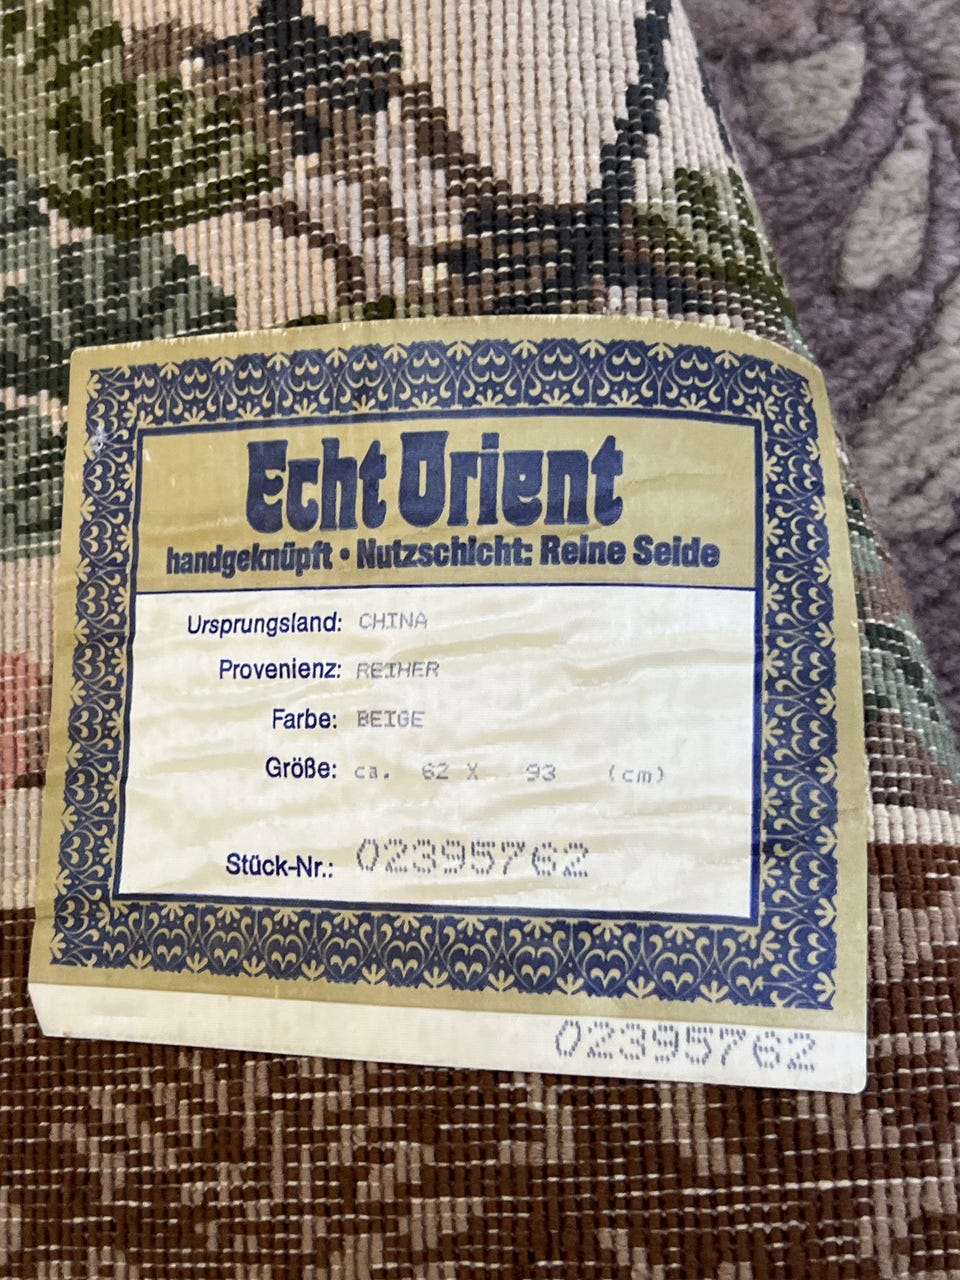 Echt Orient
handgeknüpft • Nutzschicht: Reine Seide
Ursprungsland: CHINA
Provenienz: REIHER
Farbe: BEIGE
Größe: ca. 62 X 93 (cm)
Stück-Nr.: 02395762
02395762